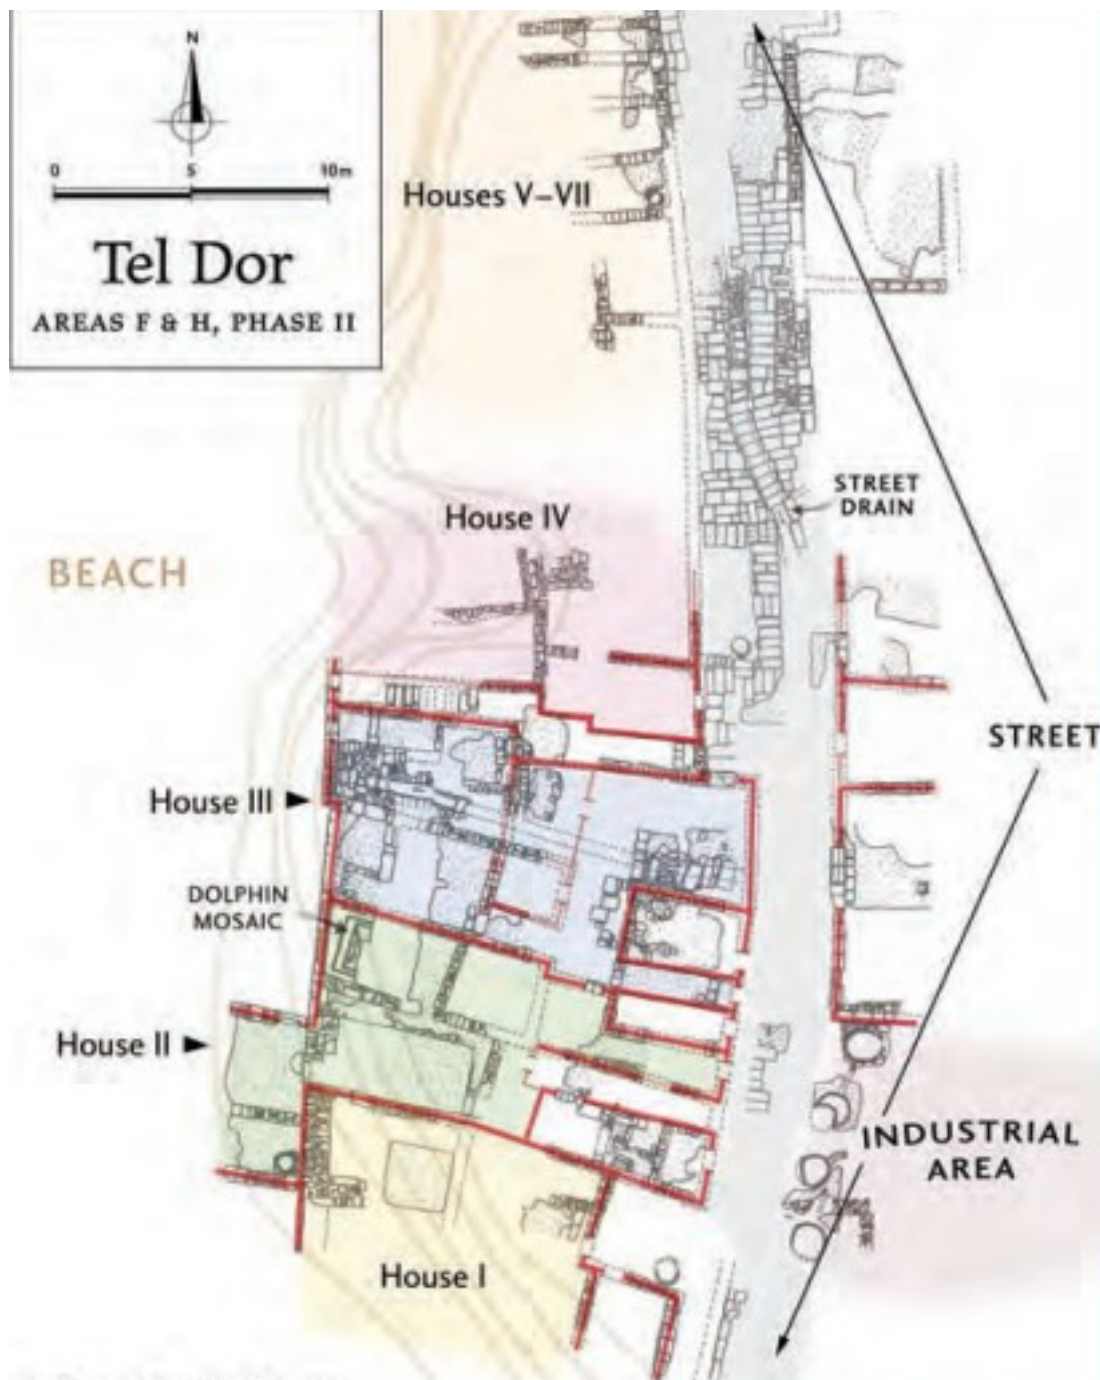 N
0 5 10m
Tel Dor
AREAS F & H, PHASE II
Houses V–VII
STREET
DRAIN
House IV
BEACH
STREET
House III
DOLPHIN
MOSAIC
House II
INDUSTRIAL
AREA
House I